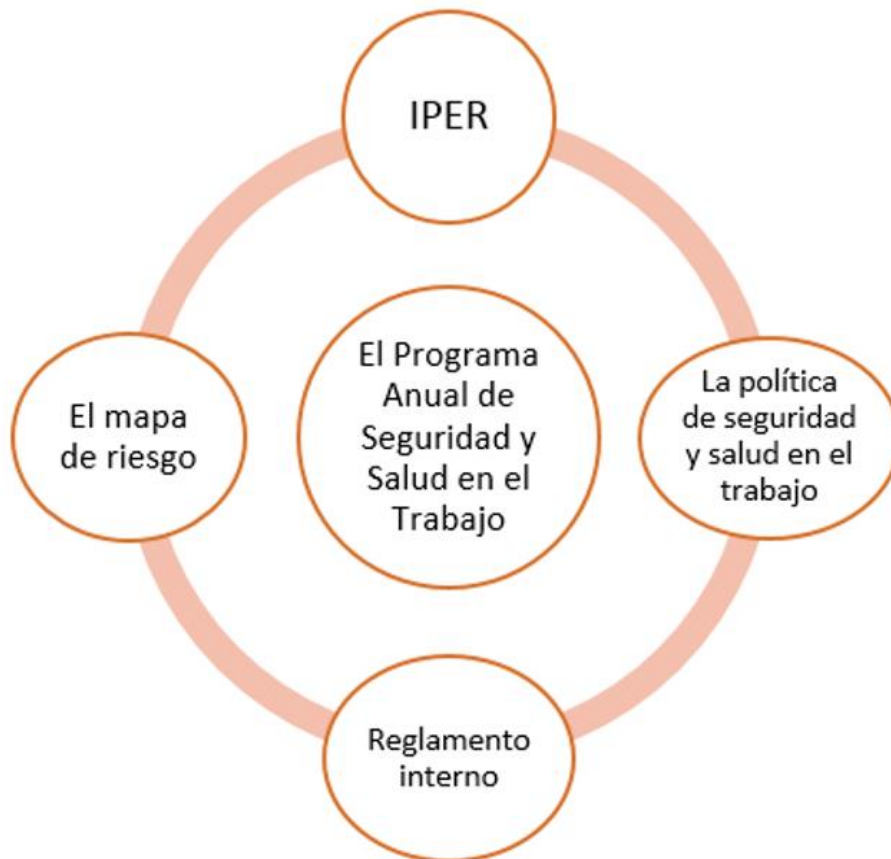 IPER
El Programa
Anual de
Seguridad y
Salud en el
Trabajo
El mapa
de riesgo
La política
de seguridad
y salud en el
trabajo
Reglamento
interno